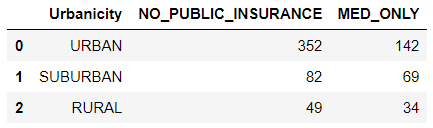 Urbanicity NO_PUBLIC_INSURANCE MED_ONLY
0 URBAN 352 142
1 SUBURBAN 82 69
2 RURAL 49 34